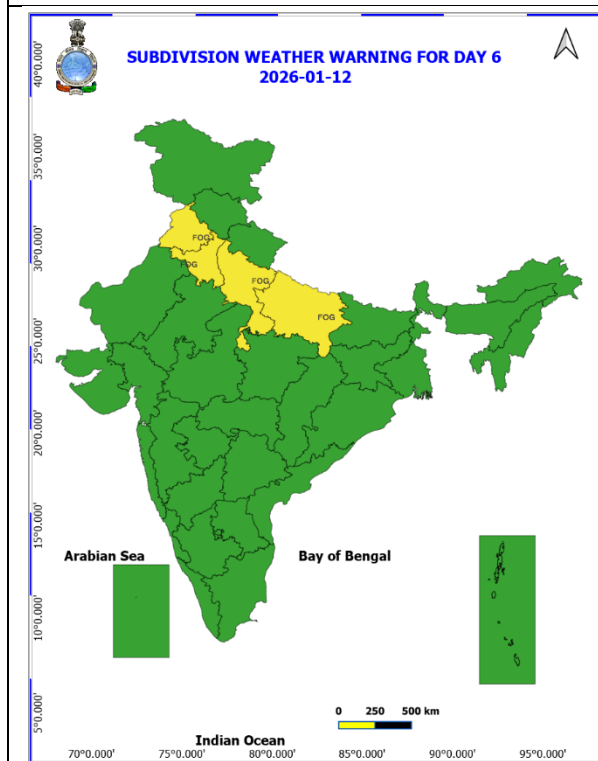 SUBDIVISION WEATHER WARNING FOR DAY 6
2026-01-12
40°0.000'
35°0.000'
30°0.000'
25°0.000'
20°0.000'
15°0.000'
10°0.000'
5°0.000'
FOG
FOG
FOG
FOG
Arabian Sea
Bay of Bengal
0 250 500 km
Indian Ocean
70°0.000' 75°0.000' 80°0.000' 85°0.000' 90°0.000' 95°0.000'